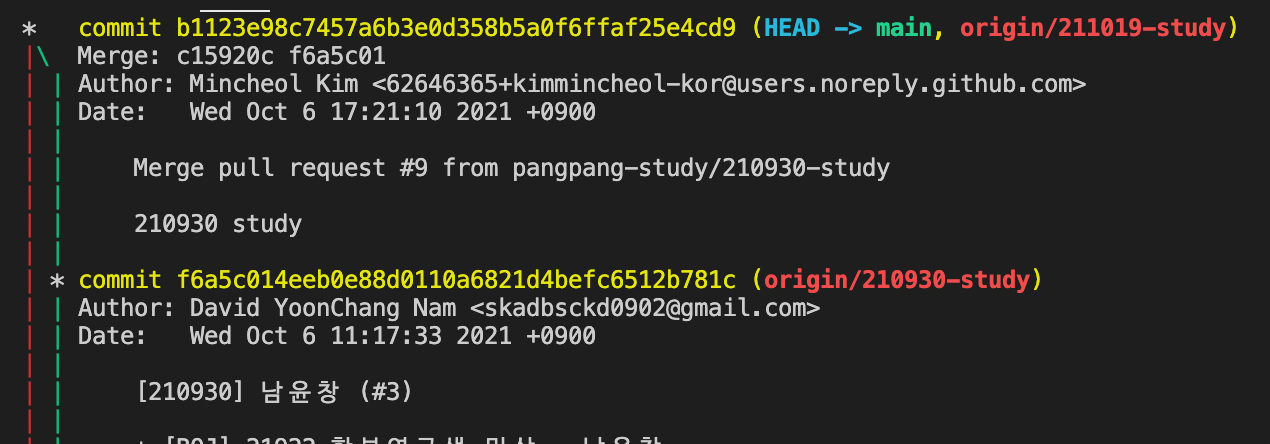 * commit b1123e98c7457a6b3e0d358b5a0f6ffaf25e4cd9 (HEAD -> main, origin/211019-study)
|\ Merge: c15920c f6a5c01
| | Author: Mincheol Kim <62646365+kimmincheol-kor@users.noreply.github.com>
| | Date: Wed Oct 6 17:21:10 2021 +0900
| |
| | Merge pull request #9 from pangpang-study/210930-study
| |
| | 210930 study
| |
| * commit f6a5c014eeb0e88d0110a6821d4befc6512b781c (origin/210930-study)
| | Author: David YoonChang Nam <skadbsckd0902@gmail.com>
| | Date: Wed Oct 6 11:17:33 2021 +0900
| |
| | [210930] 남윤창 (#3)
| |